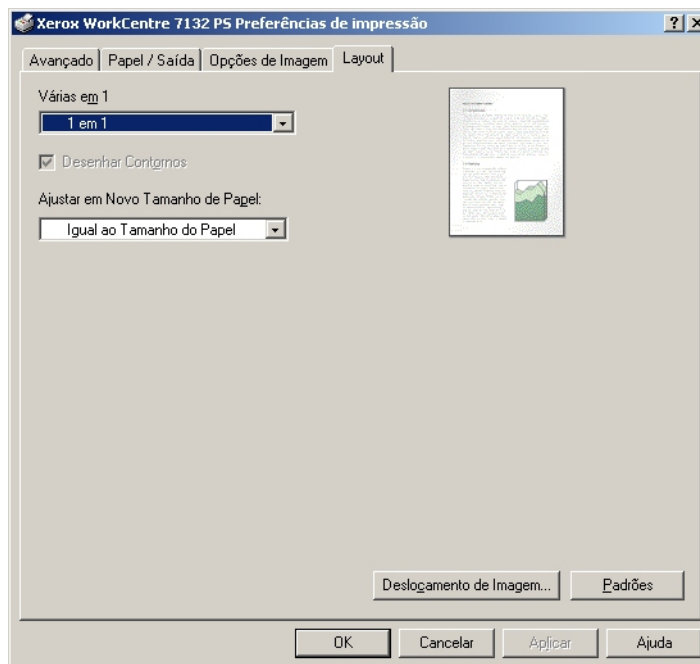 Xerox WorkCentre 7132 PS Preferências de impressão
Avançado Papel / Saída Opções de Imagem Layout
Várias em 1
1 em 1
Desenhar Contornos
Ajustar em Novo Tamanho de Papel:
Igual ao Tamanho do Papel
Deslocamento de Imagem... Padrões
OK Cancelar Aplicar Ajuda